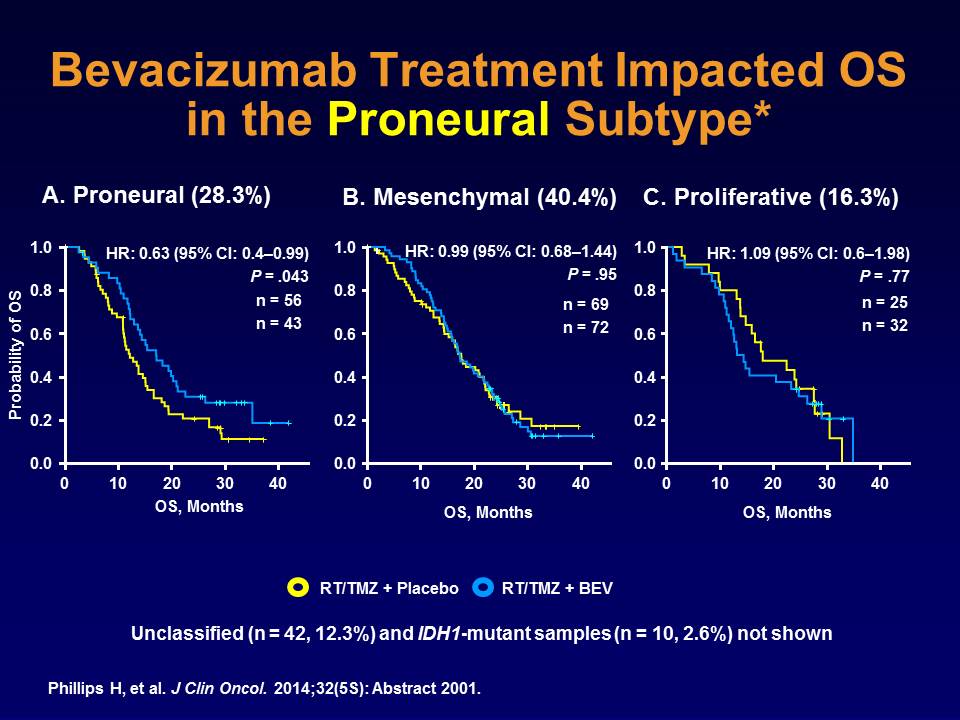 Bevacizumab Treatment Impacted OS
in the Proneural Subtype*
A. Proneural (28.3%)
HR: 0.63 (95% CI: 0.4–0.99)
P = .043
n = 56
n = 43
Probability of OS
1.0
0.8
0.6
0.4
0.2
0.0
0 10 20 30 40
OS, Months
B. Mesenchymal (40.4%)
HR: 0.99 (95% CI: 0.68–1.44)
P = .95
n = 69
n = 72
1.0
0.8
0.6
0.4
0.2
0.0
0 10 20 30 40
OS, Months
C. Proliferative (16.3%)
HR: 1.09 (95% CI: 0.6–1.98)
P = .77
n = 25
n = 32
1.0
0.8
0.6
0.4
0.2
0.0
0 10 20 30 40
OS, Months
RT/TMZ + Placebo RT/TMZ + BEV
Unclassified (n = 42, 12.3%) and IDH1-mutant samples (n = 10, 2.6%) not shown
Phillips H, et al. J Clin Oncol. 2014;32(5S): Abstract 2001.